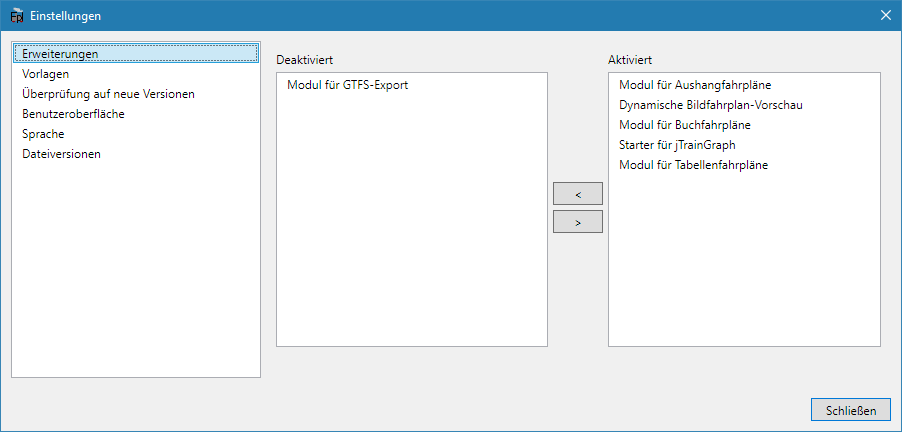 Fpl Einstellungen
Erweiterungen
Vorlagen
Überprüfung auf neue Versionen
Benutzeroberfläche
Sprache
Dateiversionen
Deaktiviert
Modul für GTFS-Export
<
>
Aktiviert
Modul für Aushangfahrpläne
Dynamische Bildfahrplan-Vorschau
Modul für Buchfahrpläne
Starter für jTrainGraph
Modul für Tabellenfahrpläne
Schließen